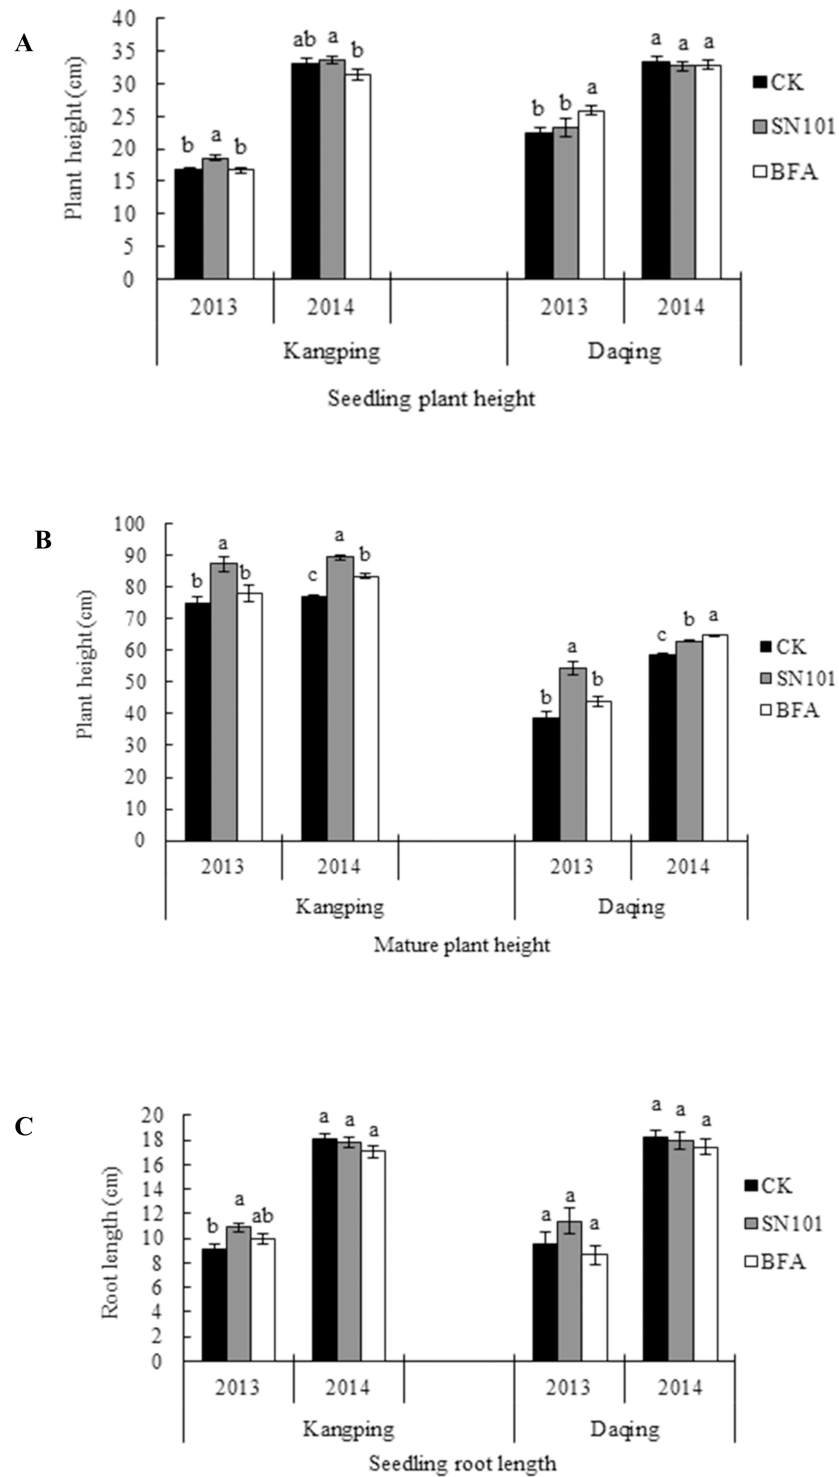 A
Plant height (cm)
40
35
30
25
20
15
10
5
0
b a b
ab a b
b b a
a a a
CK
SN101
BFA
2013 2014 2013 2014
Kangping Daqing
Seedling plant height
B
Plant height (cm)
100
90
80
70
60
50
40
30
20
10
0
b a b
c a b
b a b
c b a
CK
SN101
BFA
2013 2014 2013 2014
Kangping Daqing
Mature plant height
C
Root length (cm)
20
18
16
14
12
10
8
6
4
2
0
b a ab
a a a
a a a
a a a
CK
SN101
BFA
2013 2014 2013 2014
Kangping Daqing
Seedling root length